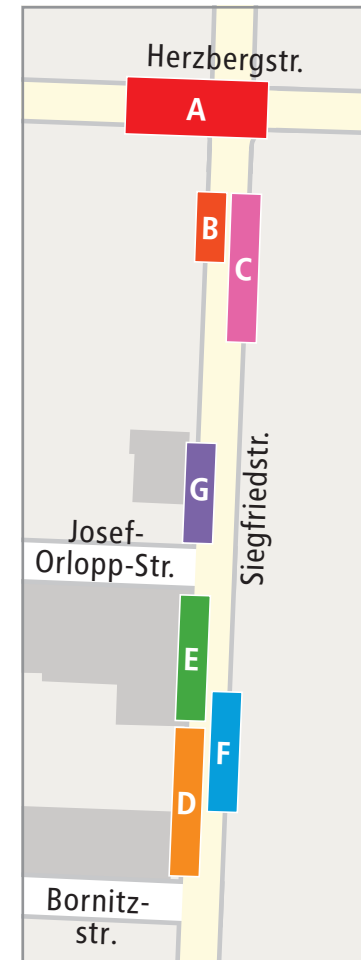 Herzbergstr.
A
B
C
Siegfriedstr.
G
Josef-
Orlopp-Str.
E
F
D
Bornitz-
str.